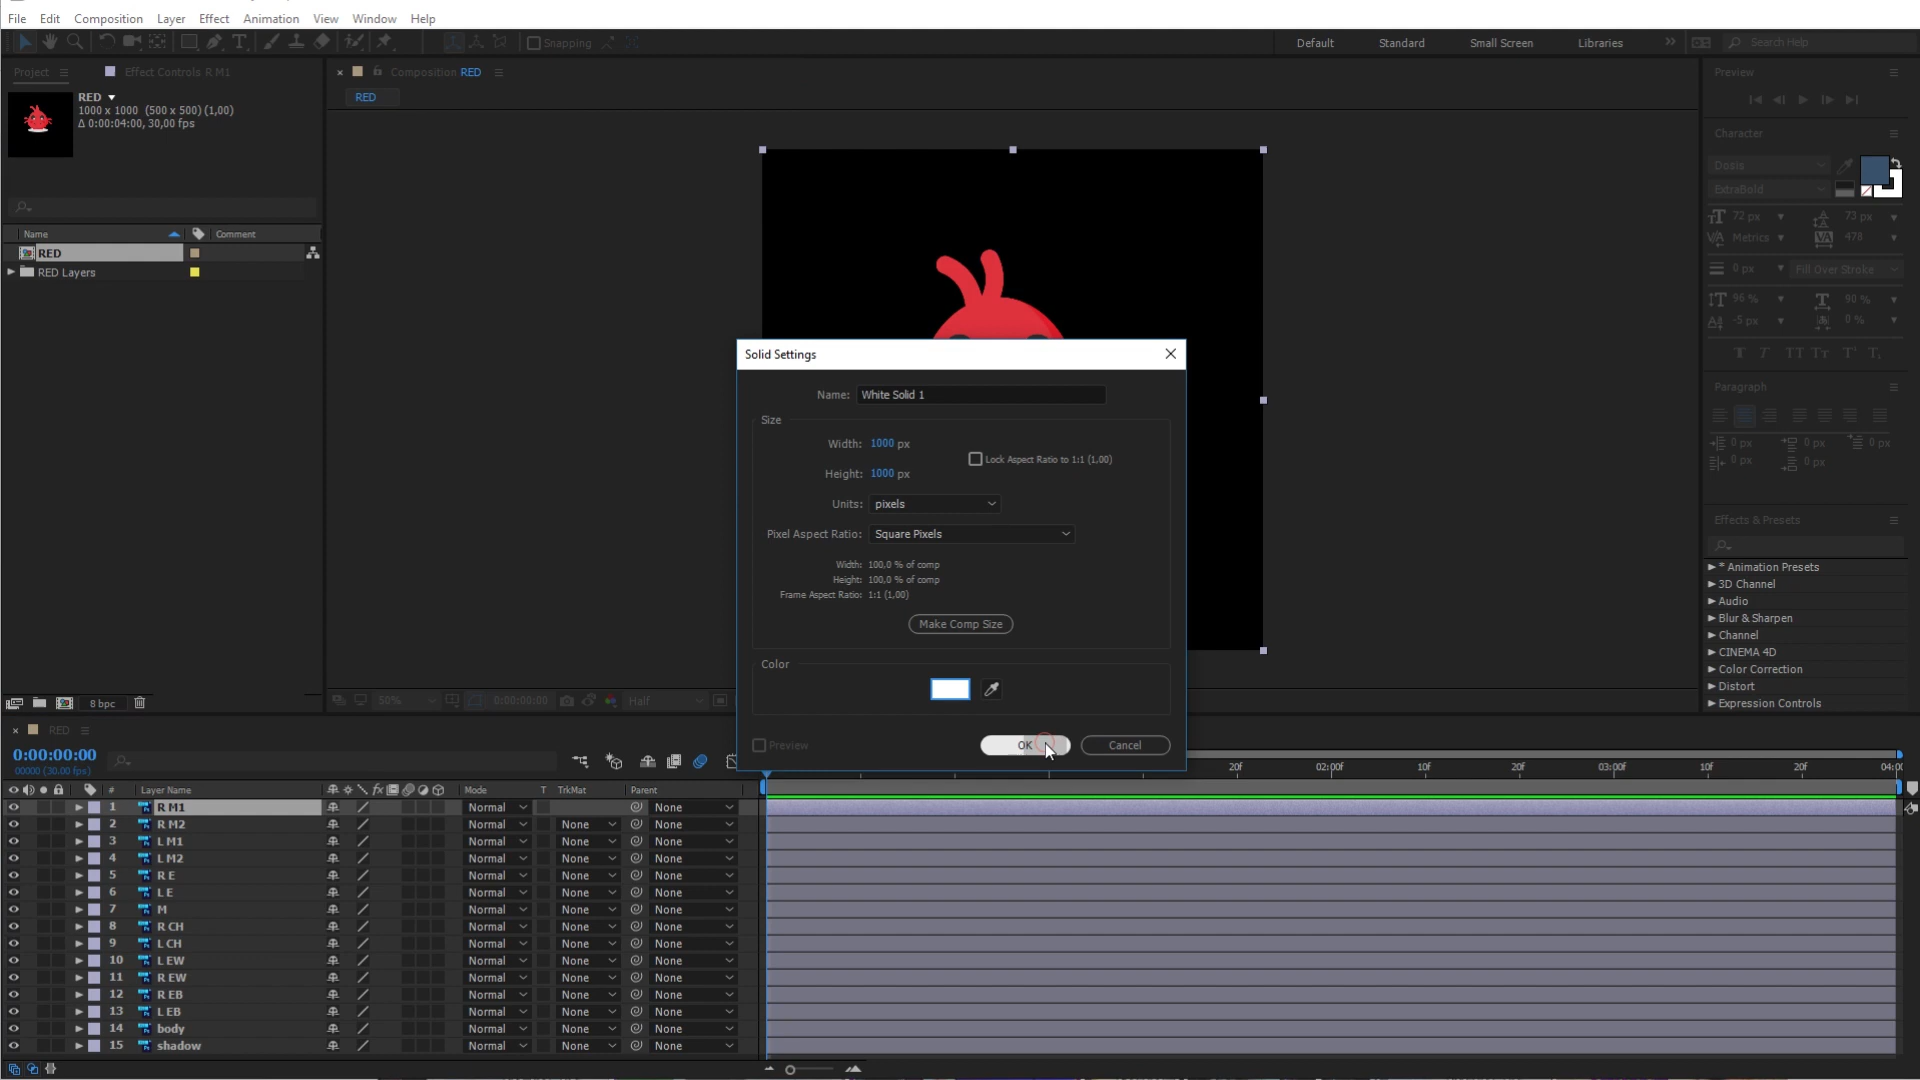 File Edit Composition Layer Effect Animation View Window Help
Snapping
Default Standard Small Screen Libraries Search Help
Project Effect Controls R M1
Composition RED
Preview
RED
1000 x 1000 (500 x 500) (1,00)
Δ 0:00:04:00, 30,00 fps
RED
Character
Dosis
ExtraBold
72 px 73 px
Metrics 478
0 px Fill Over Stroke
96 % 90 %
-5 px 0 %
Name Comment
RED
RED Layers
Paragraph
0 px 0 px 0 px
0 px 0 px
Effects & Presets
* Animation Presets
3D Channel
Audio
Blur & Sharpen
Channel
CINEMA 4D
Color Correction
Distort
Expression Controls
Solid Settings
Name: White Solid 1
Size
Width: 1000 px
Lock Aspect Ratio to 1:1 (1,00)
Height: 1000 px
Units: pixels
Pixel Aspect Ratio: Square Pixels
Width: 100,0 % of comp
Height: 100,0 % of comp
Frame Aspect Ratio: 1:1 (1,00)
Make Comp Size
Color
Preview OK Cancel
8 bpc
50% 0:00:00:00 Half
RED
0:00:00:00
00000 (30.00 fps)
20f 02:00f 10f 20f 03:00f 10f 20f 04:0
# Layer Name Mode T TrkMat Parent
1 R M1 Normal None
2 R M2 Normal None None
3 L M1 Normal None None
4 L M2 Normal None None
5 R E Normal None None
6 L E Normal None None
7 M Normal None None
8 R CH Normal None None
9 L CH Normal None None
10 L EW Normal None None
11 R EW Normal None None
12 R EB Normal None None
13 L EB Normal None None
14 body Normal None None
15 shadow Normal None None